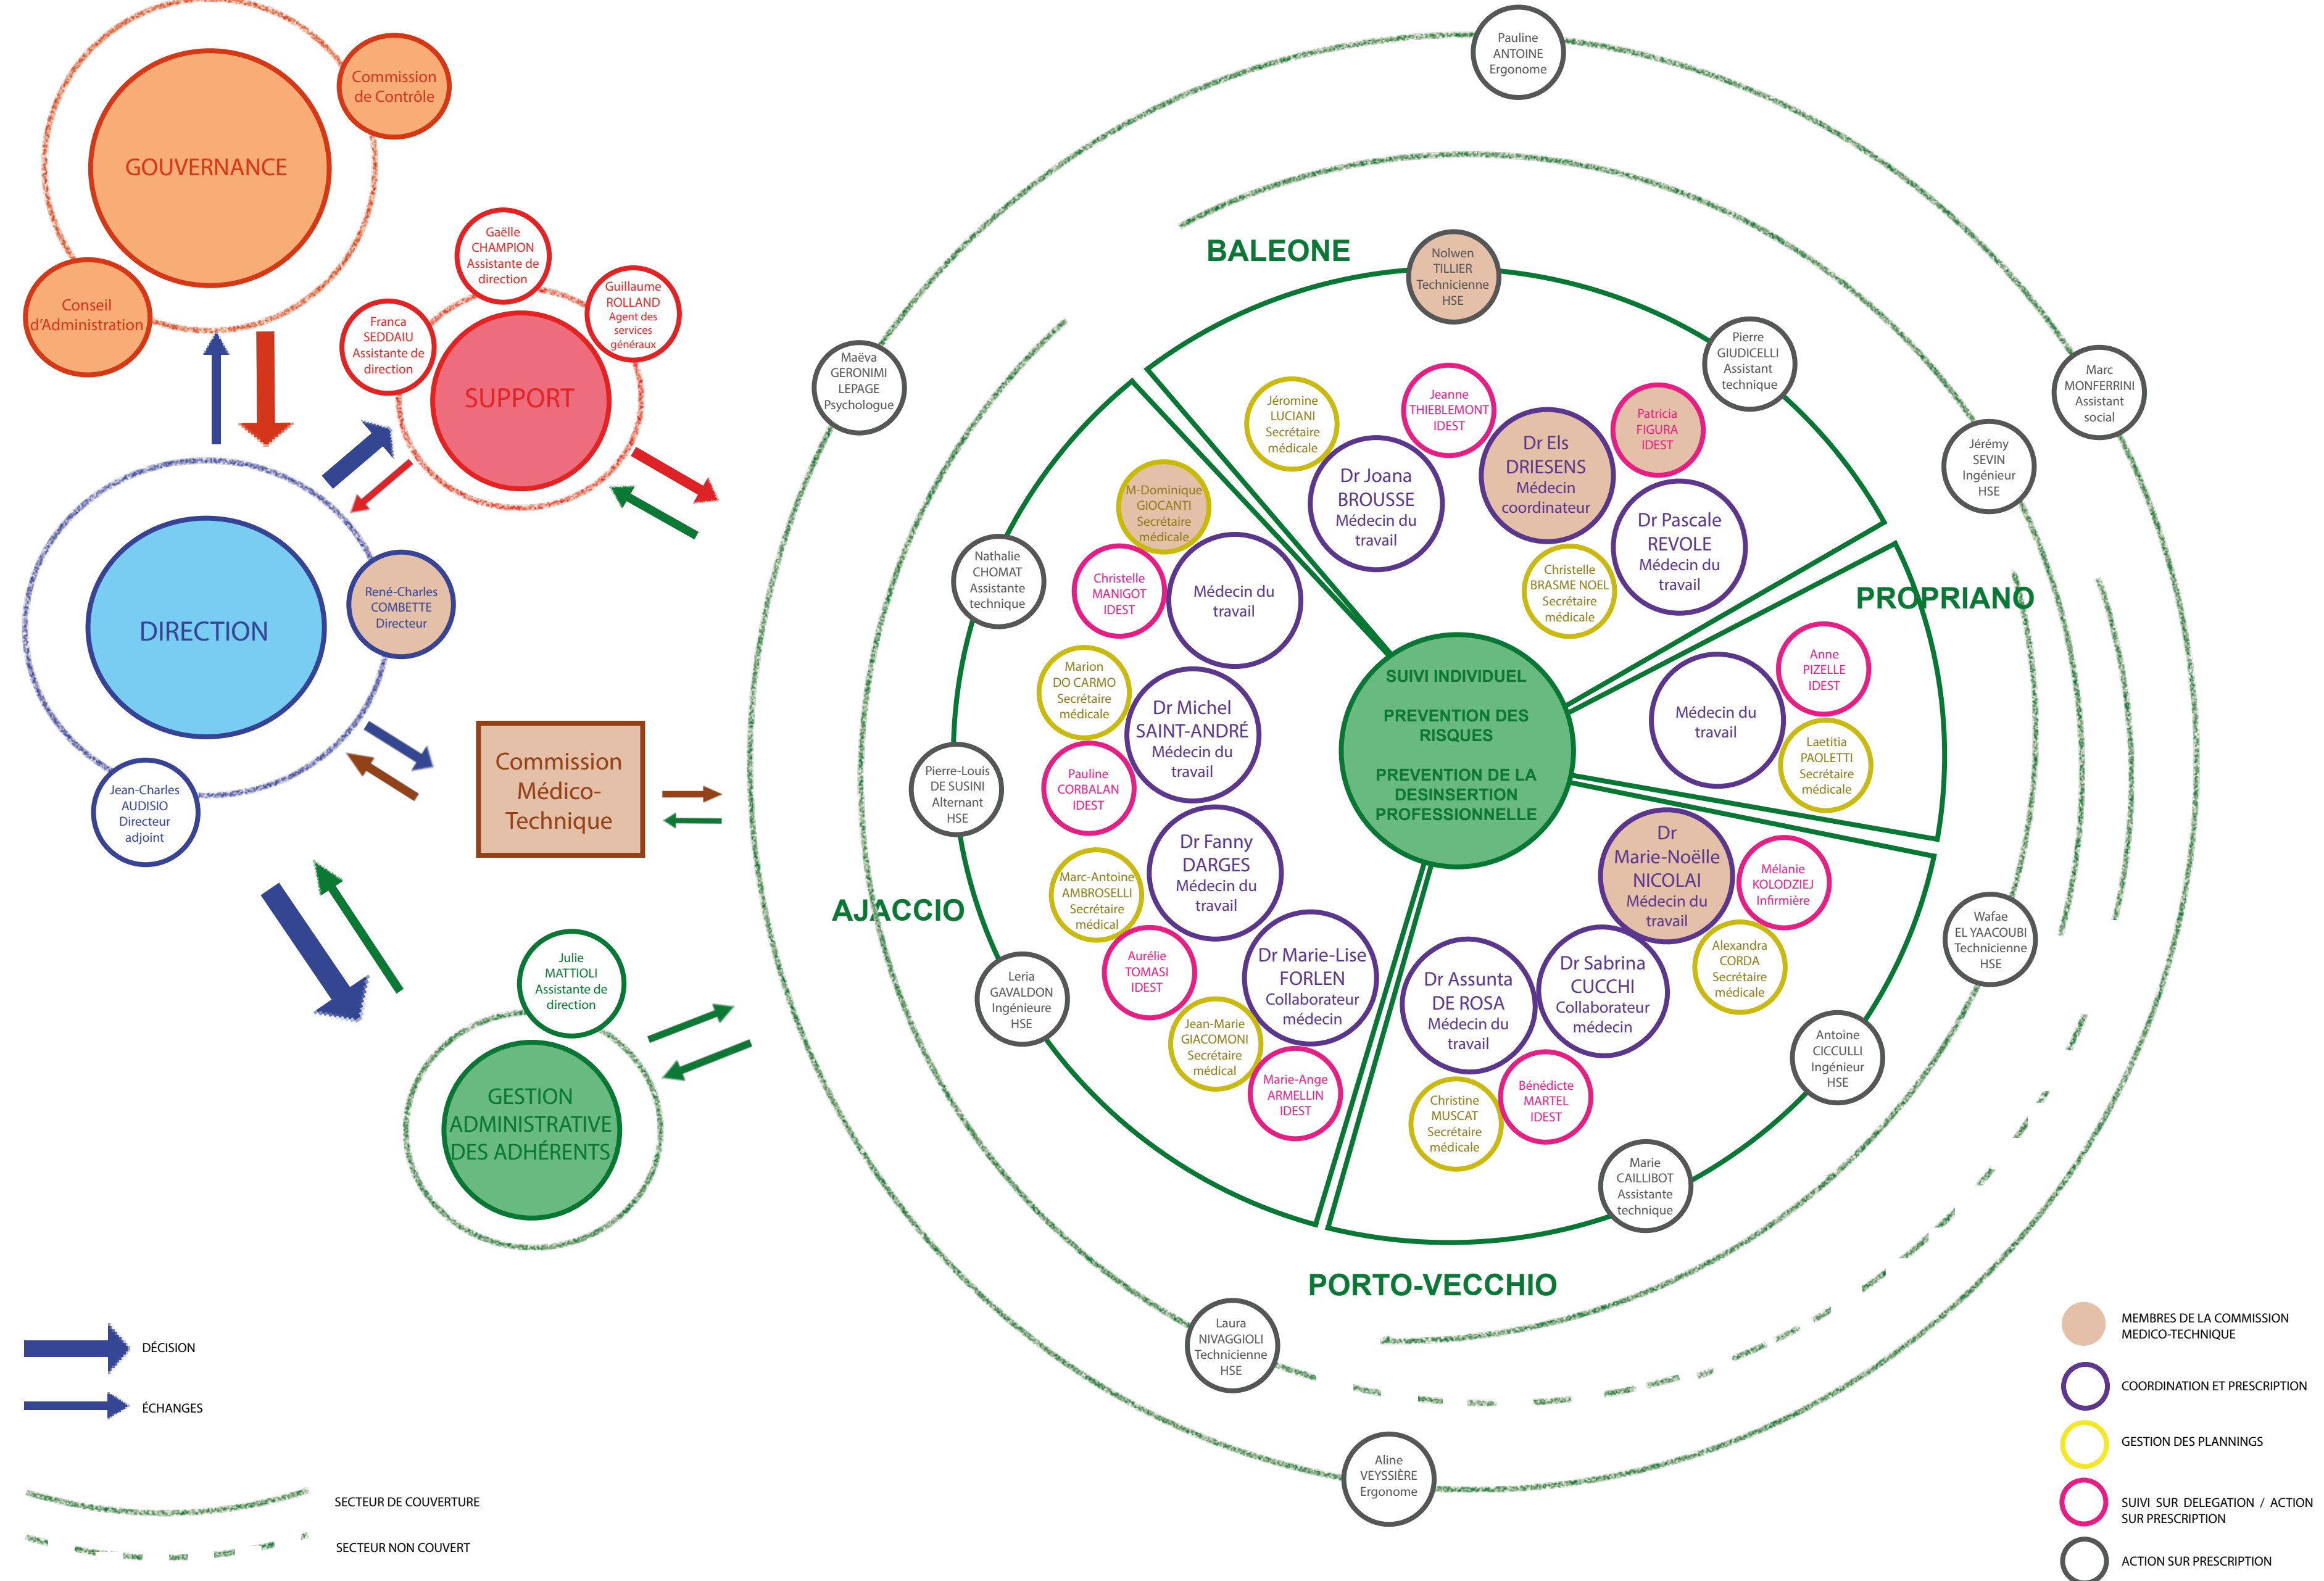 GOUVERNANCE
Commission
de Contrôle
Conseil
d'Administration
Gaëlle
CHAMPION
Assistante de
direction
Guillaume
ROLLAND
Agent des
services
généraux
Franca
SEDDAIU
Assistante de
direction
SUPPORT
DIRECTION
René-Charles
COMBETTE
Directeur
Jean-Charles
AUDISIO
Directeur
adjoint
Commission
Médico-
Technique
Julie
MATTIOLI
Assistante de
direction
GESTION
ADMINISTRATIVE
DES ADHÉRENTS
DÉCISION
ÉCHANGES
SECTEUR DE COUVERTURE
SECTEUR NON COUVERT
Pauline
ANTOINE
Ergonome
Maëva
GERONIMI
LEPAGE
Psychologue
Marc
MONFERRINI
Assistant
social
Jérémy
SEVIN
Ingénieur
HSE
BALEONE
Nolwen
TILLIER
Technicienne
HSE
Pierre
GIUDICELLI
Assistant
technique
Jéromine
LUCIANI
Secrétaire
médicale
Jeanne
THIEBLEMONT
IDEST
Patricia
FIGURA
IDEST
Dr Joana
BROUSSE
Médecin du
travail
Dr Els
DRIESENS
Médecin
coordinateur
Dr Pascale
REVOLE
Médecin du
travail
Christelle
BRASME NOEL
Secrétaire
médicale
PROPRIANO
Anne
PIZELLE
IDEST
Médecin du
travail
Laetitia
PAOLETTI
Secrétaire
médicale
SUIVI INDIVIDUEL
PREVENTION DES
RISQUES
PREVENTION DE LA
DESINSERTION
PROFESSIONNELLE
AJACCIO
M-Dominique
GIOCANTI
Secrétaire
médicale
Nathalie
CHOMAT
Assistante
technique
Christelle
MANIGOT
IDEST
Médecin du
travail
Marion
DO CARMO
Secrétaire
médicale
Dr Michel
SAINT-ANDRÉ
Médecin du
travail
Pierre-Louis
DE SUSINI
Alternant
HSE
Pauline
CORBALAN
IDEST
Dr Fanny
DARGES
Médecin du
travail
Marc-Antoine
AMBROSELLI
Secrétaire
médical
Aurélie
TOMASI
IDEST
Leria
GAVALDON
Ingénieure
HSE
Dr Marie-Lise
FORLEN
Collaborateur
médecin
Jean-Marie
GIACOMONI
Secrétaire
médical
Marie-Ange
ARMELLIN
IDEST
PORTO-VECCHIO
Dr
Marie-Noëlle
NICOLAI
Médecin du
travail
Mélanie
KOLODZIEJ
Infirmière
Alexandra
CORDA
Secrétaire
médicale
Dr Sabrina
CUCCHI
Collaborateur
médecin
Dr Assunta
DE ROSA
Médecin du
travail
Christine
MUSCAT
Secrétaire
médicale
Bénédicte
MARTEL
IDEST
Wafae
EL YAACOUBI
Technicienne
HSE
Antoine
CICCULLI
Ingénieur
HSE
Marie
CAILLIBOT
Assistante
technique
Laura
NIVAGGIOLI
Technicienne
HSE
Aline
VEYSSIÈRE
Ergonome
MEMBRES DE LA COMMISSION
MEDICO-TECHNIQUE
COORDINATION ET PRESCRIPTION
GESTION DES PLANNINGS
SUIVI SUR DELEGATION / ACTION
SUR PRESCRIPTION
ACTION SUR PRESCRIPTION